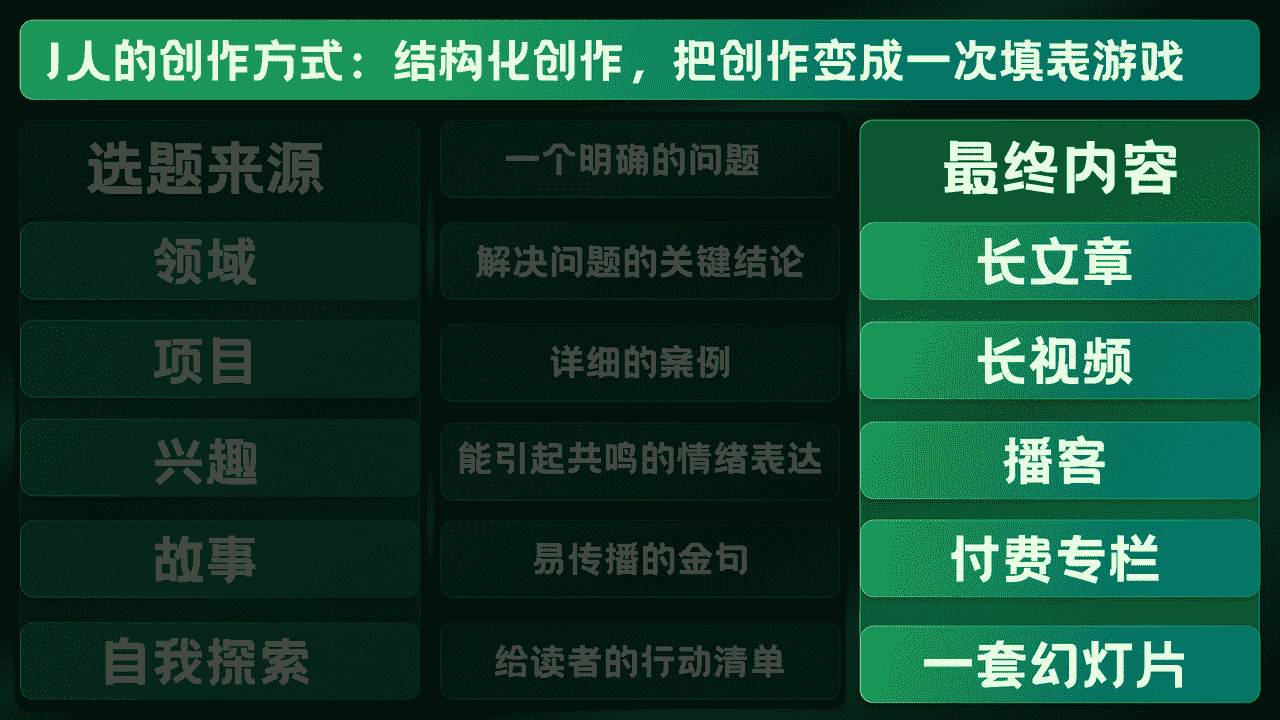 J人的创作方式：结构化创作，把创作变成一次填表游戏
选题来源
领域
项目
兴趣
故事
自我探索
一个明确的问题
解决问题的关键结论
详细的案例
能引起共鸣的情绪表达
易传播的金句
给读者的行动清单
最终内容
长文章
长视频
播客
付费专栏
一套幻灯片